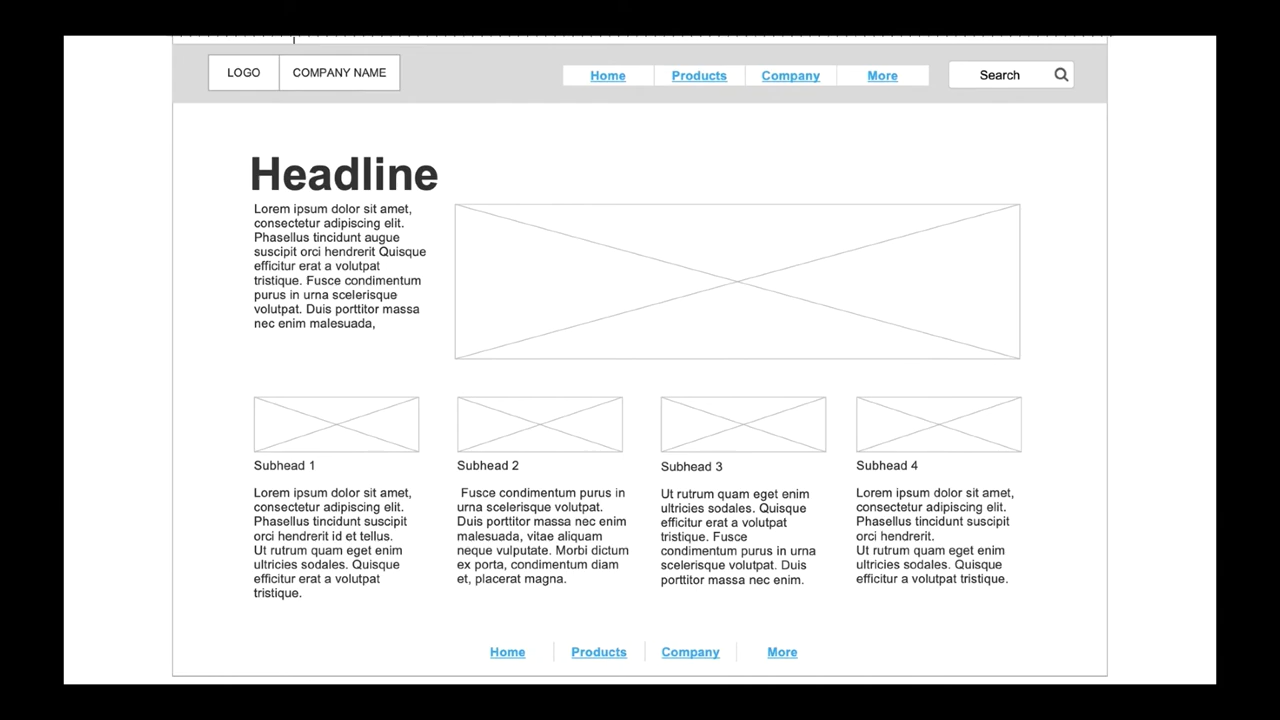 LOGO COMPANY NAME Home Products Company More Search
Headline
Lorem ipsum dolor sit amet,
consectetur adipiscing elit.
Phasellus tincidunt augue
suscipit orci hendrerit Quisque
efficitur erat a volutpat
tristique. Fusce condimentum
purus in urna scelerisque
volutpat. Duis porttitor massa
nec enim malesuada,
Subhead 1
Lorem ipsum dolor sit amet,
consectetur adipiscing elit.
Phasellus tincidunt suscipit
orci hendrerit id et tellus.
Ut rutrum quam eget enim
ultricies sodales. Quisque
efficitur erat a volutpat
tristique.
Subhead 2
Fusce condimentum purus in
urna scelerisque volutpat.
Duis porttitor massa nec enim
malesuada, vitae aliquam
neque vulputate. Morbi dictum
ex porta, condimentum diam
et, placerat magna.
Subhead 3
Ut rutrum quam eget enim
ultricies sodales. Quisque
efficitur erat a volutpat
tristique. Fusce
condimentum purus in urna
scelerisque volutpat. Duis
porttitor massa nec enim.
Subhead 4
Lorem ipsum dolor sit amet,
consectetur adipiscing elit.
Phasellus tincidunt suscipit
orci hendrerit.
Ut rutrum quam eget enim
ultricies sodales. Quisque
efficitur a volutpat tristique.
Home Products Company More